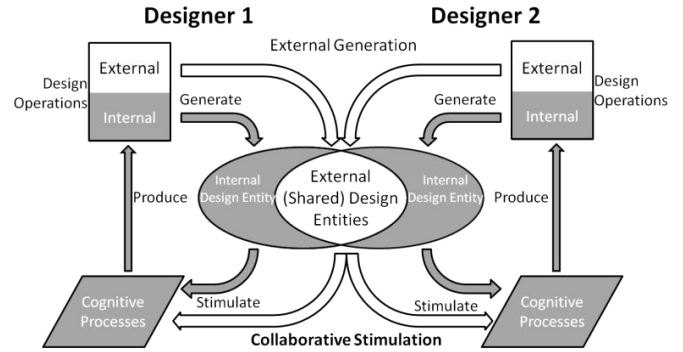 Designer 1
Designer 2
External Generation
Design
Operations
External
Internal
Generate
Generate
External
Internal
Design
Operations
Internal
Design Entity
External
(Shared) Design
Entities
Internal
Design Entity
Produce
Produce
Cognitive
Processes
Stimulate
Stimulate
Cognitive
Processes
Collaborative Stimulation